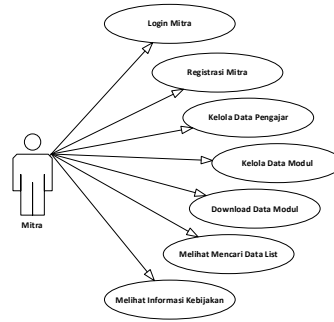 Login Mitra
Registrasi Mitra
Kelola Data Pengajar
Kelola Data Modul
Mitra
Download Data Modul
Melihat Mencari Data List
Melihat Informasi Kebijakan